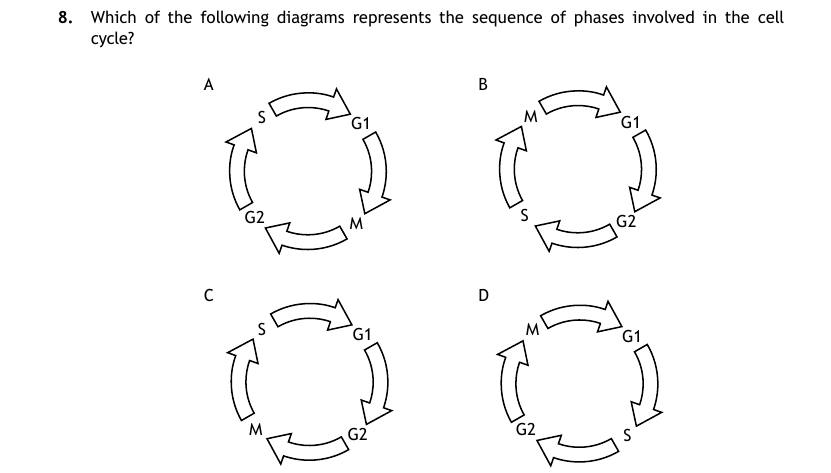 8. Which of the following diagrams represents the sequence of phases involved in the cell
cycle?
A
S
G1
G2
M
B
M
G1
S
G2
C
S
G1
M
G2
D
M
G1
G2
S